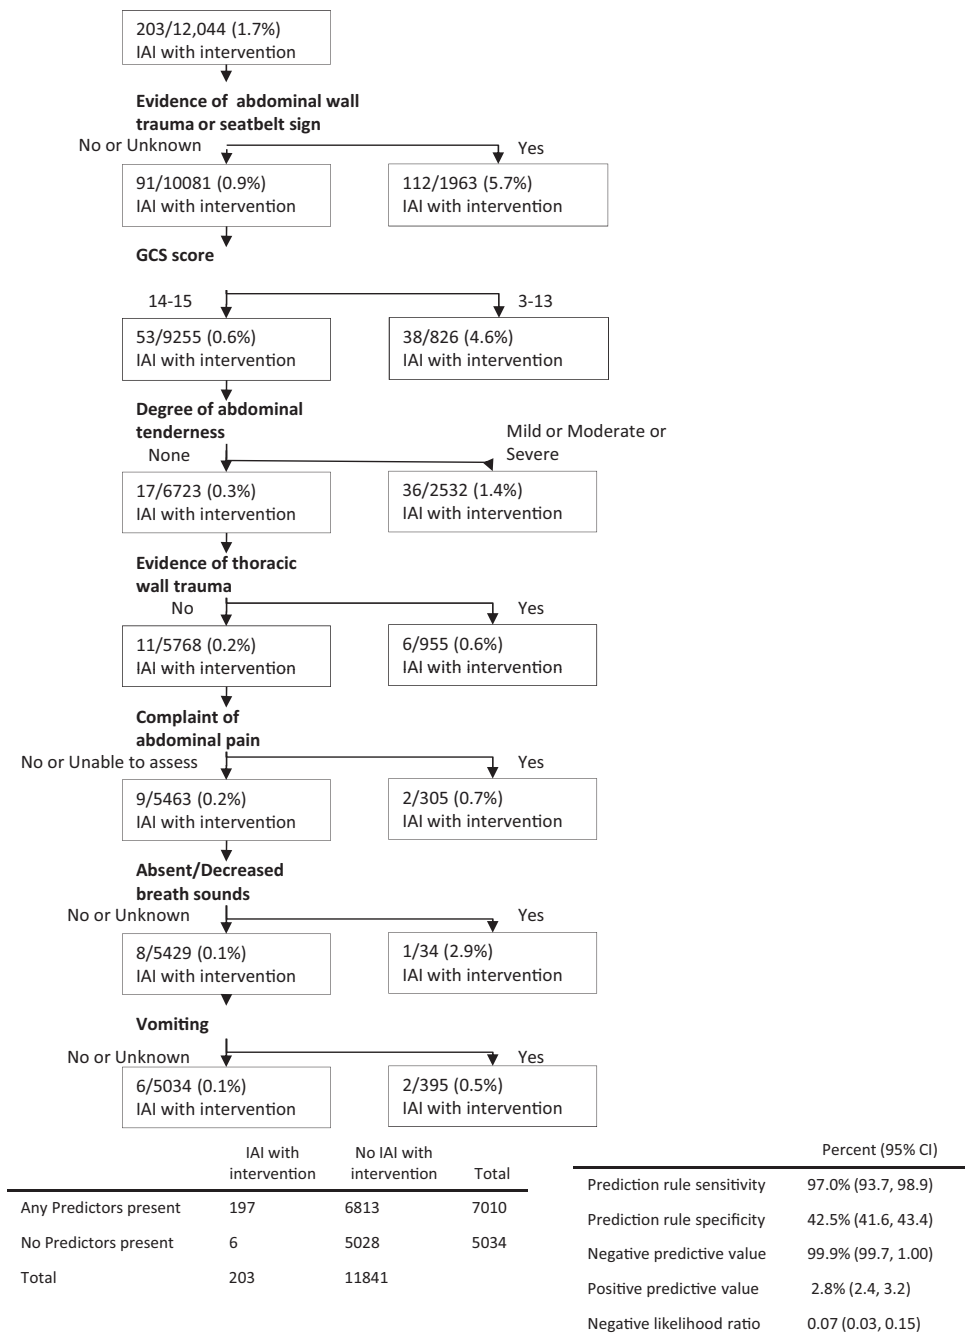 203/12,044 (1.7%)
IAI with intervention
Evidence of abdominal wall
trauma or seatbelt sign
No or Unknown
Yes
91/10081 (0.9%)
IAI with intervention
112/1963 (5.7%)
IAI with intervention
GCS score
14-15
3-13
53/9255 (0.6%)
IAI with intervention
38/826 (4.6%)
IAI with intervention
Degree of abdominal
tenderness
None
Mild or Moderate or
Severe
17/6723 (0.3%)
IAI with intervention
36/2532 (1.4%)
IAI with intervention
Evidence of thoracic
wall trauma
No
Yes
11/5768 (0.2%)
IAI with intervention
6/955 (0.6%)
IAI with intervention
Complaint of
abdominal pain
No or Unable to assess
Yes
9/5463 (0.2%)
IAI with intervention
2/305 (0.7%)
IAI with intervention
Absent/Decreased
breath sounds
No or Unknown
Yes
8/5429 (0.1%)
IAI with intervention
1/34 (2.9%)
IAI with intervention
Vomiting
No or Unknown
Yes
6/5034 (0.1%)
IAI with intervention
2/395 (0.5%)
IAI with intervention
IAI with intervention No IAI with intervention Total
Any Predictors present 197 6813 7010
No Predictors present 6 5028 5034
Total 203 11841
Percent (95% CI)
Prediction rule sensitivity 97.0% (93.7, 98.9)
Prediction rule specificity 42.5% (41.6, 43.4)
Negative predictive value 99.9% (99.7, 1.00)
Positive predictive value 2.8% (2.4, 3.2)
Negative likelihood ratio 0.07 (0.03, 0.15)